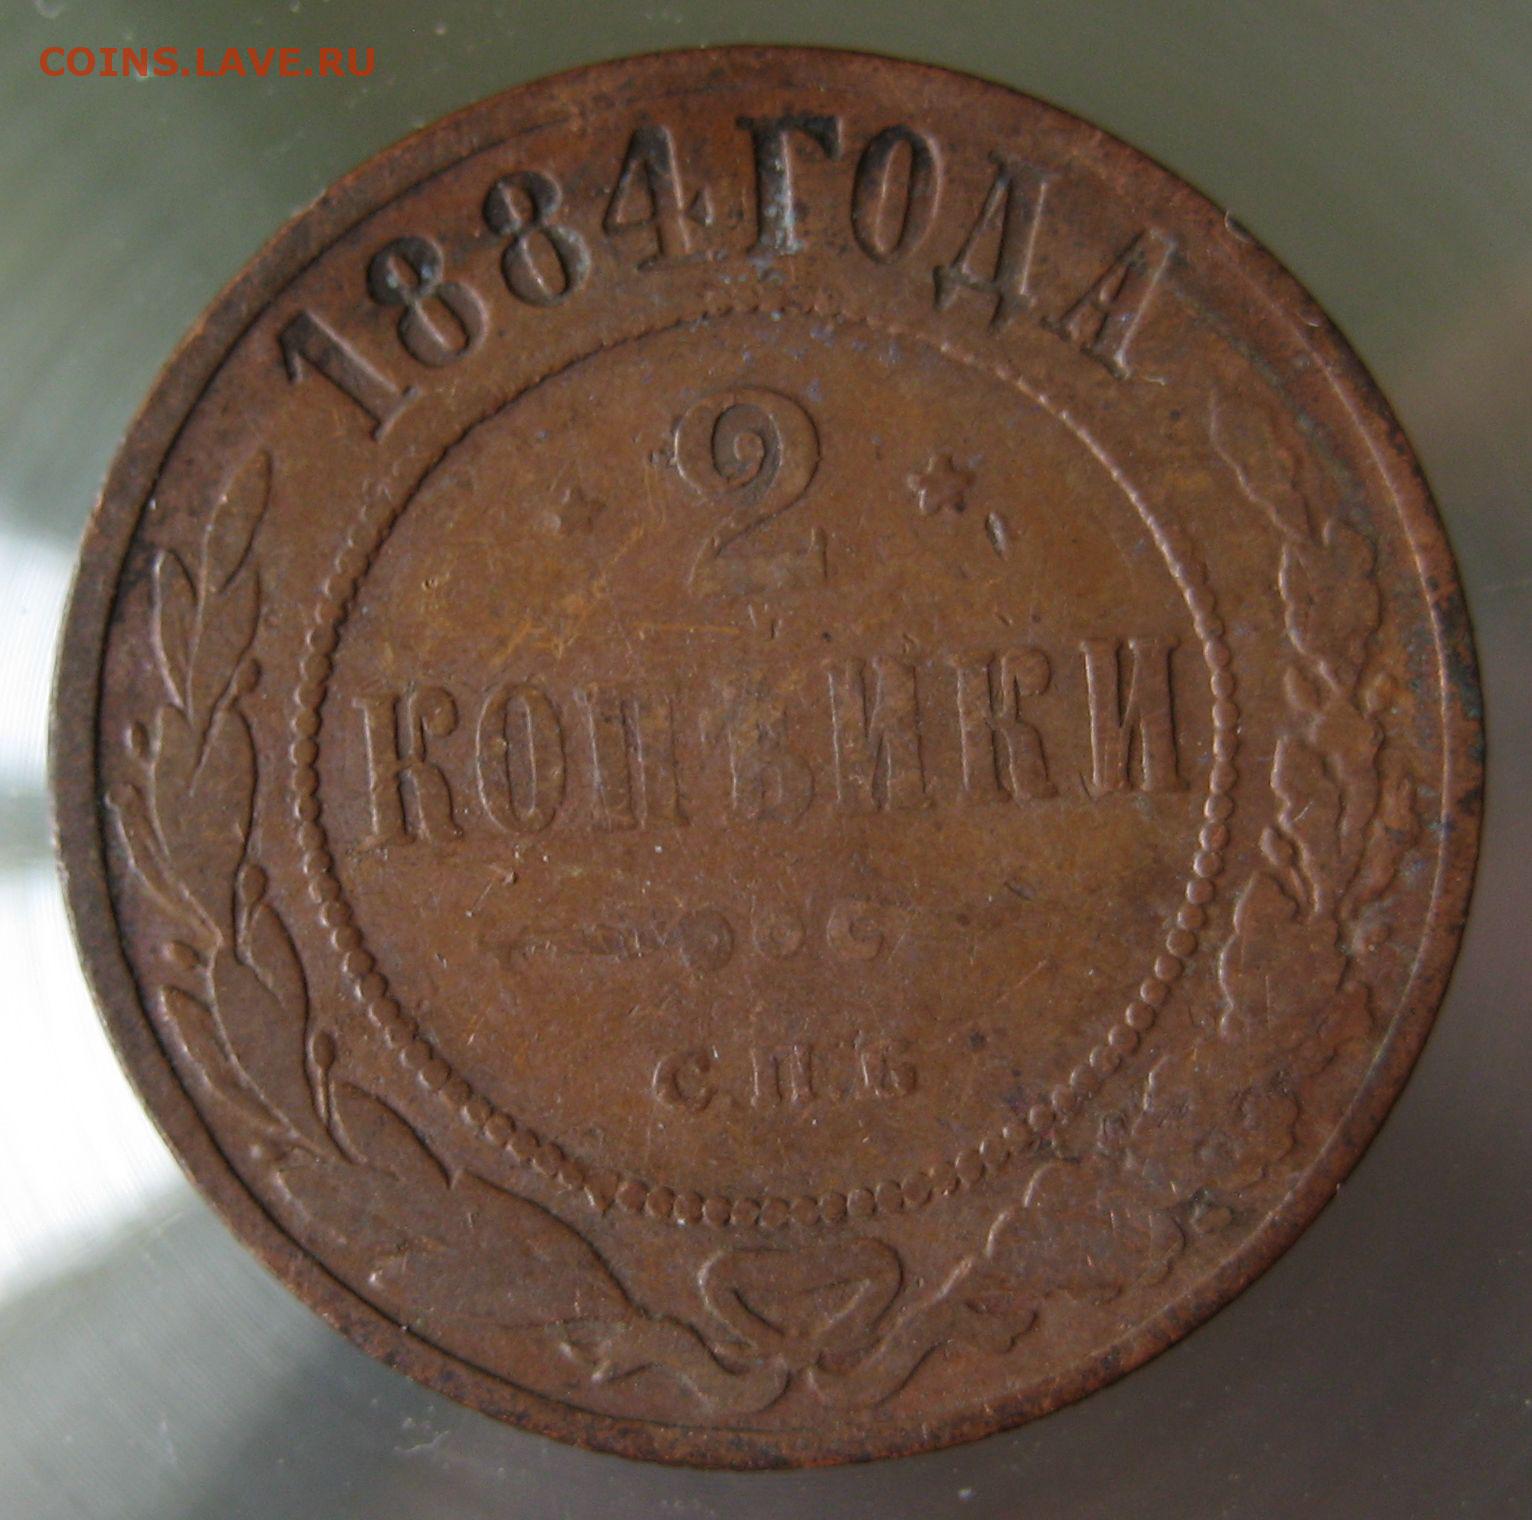 COINS.LAVE.RU
1884 ГОДА
2
КОПѢЙКИ
С.П.Б